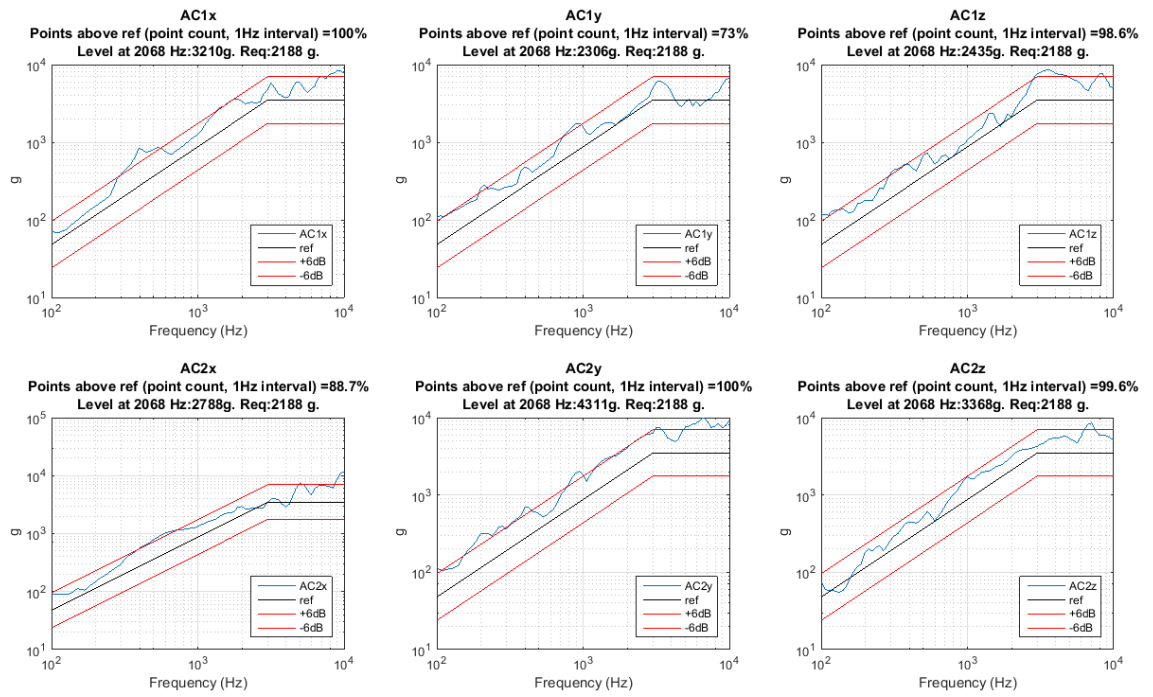 AC1x
Points above ref (point count, 1Hz interval) =100%
Level at 2068 Hz:3210g. Req:2188 g.
10^4
10^3
10^2
10^1
g
10^2
10^3
10^4
Frequency (Hz)
AC1x
ref
+6dB
-6dB
AC1y
Points above ref (point count, 1Hz interval) =73%
Level at 2068 Hz:2306g. Req:2188 g.
10^4
10^3
10^2
10^1
g
10^2
10^3
10^4
Frequency (Hz)
AC1y
ref
+6dB
-6dB
AC1z
Points above ref (point count, 1Hz interval) =98.6%
Level at 2068 Hz:2435g. Req:2188 g.
10^4
10^3
10^2
10^1
g
10^2
10^3
10^4
Frequency (Hz)
AC1z
ref
+6dB
-6dB
AC2x
Points above ref (point count, 1Hz interval) =88.7%
Level at 2068 Hz:2788g. Req:2188 g.
10^5
10^4
10^3
10^2
10^1
g
10^2
10^3
10^4
Frequency (Hz)
AC2x
ref
+6dB
-6dB
AC2y
Points above ref (point count, 1Hz interval) =100%
Level at 2068 Hz:4311g. Req:2188 g.
10^4
10^3
10^2
10^1
g
10^2
10^3
10^4
Frequency (Hz)
AC2y
ref
+6dB
-6dB
AC2z
Points above ref (point count, 1Hz interval) =99.6%
Level at 2068 Hz:3368g. Req:2188 g.
10^4
10^3
10^2
10^1
g
10^2
10^3
10^4
Frequency (Hz)
AC2z
ref
+6dB
-6dB